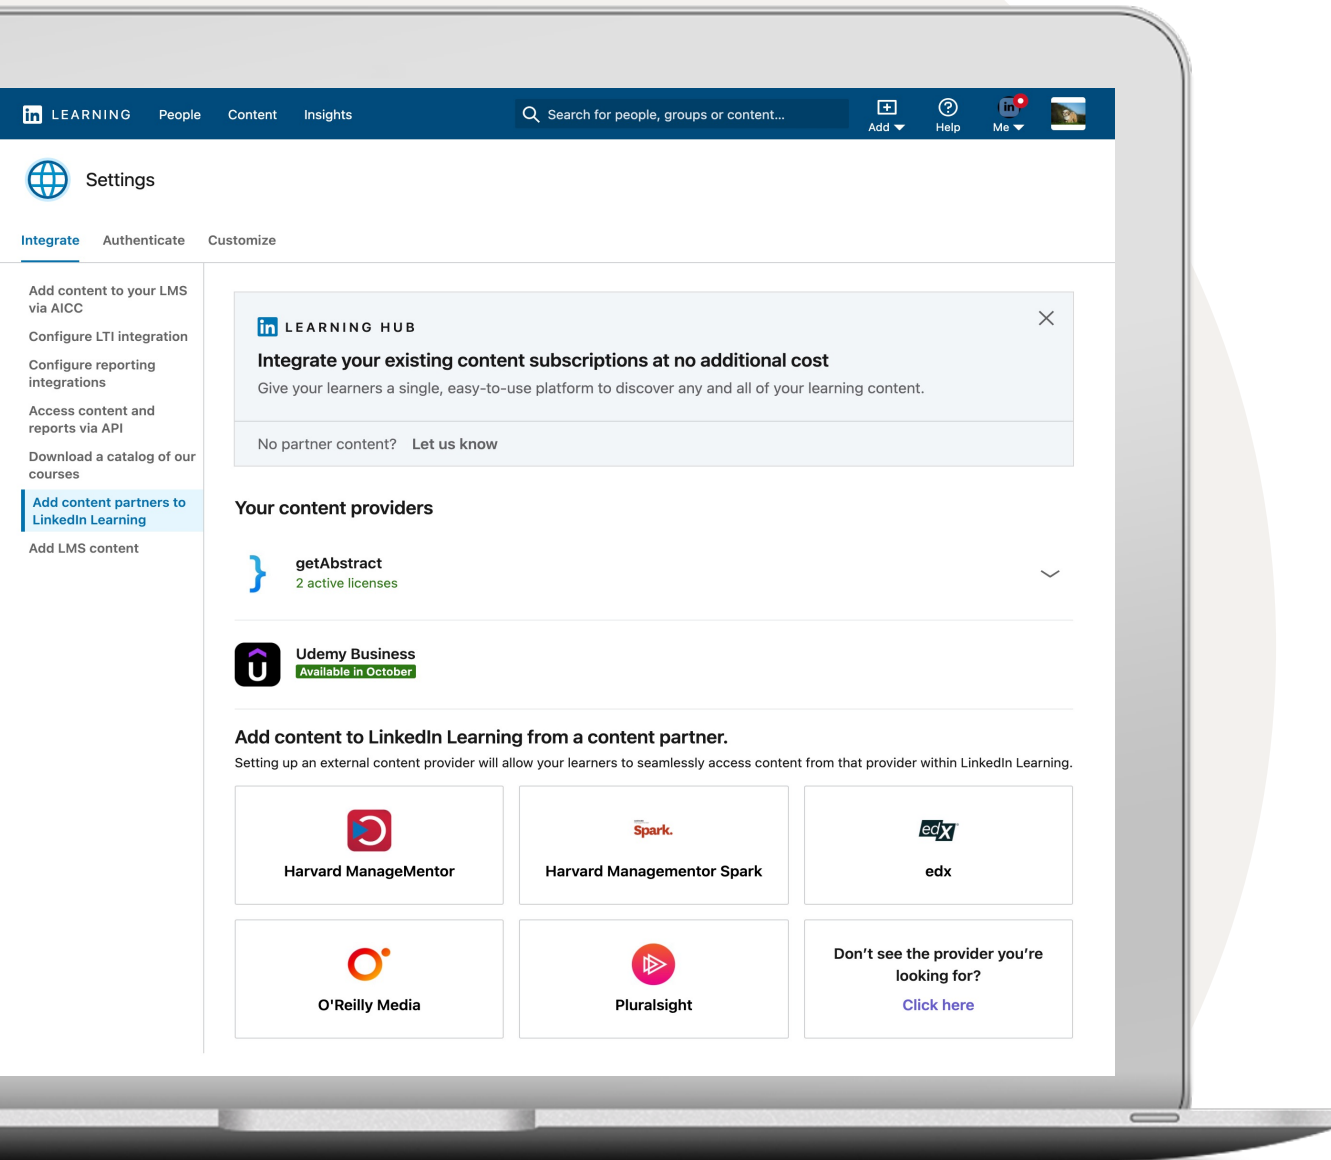 in LEARNING People Content Insights Search for people, groups or content... Add Help in Me
Settings
Integrate Authenticate Customize
Add content to your LMS
via AICC
Configure LTI integration
Configure reporting
integrations
Access content and
reports via API
Download a catalog of our
courses
Add content partners to
LinkedIn Learning
Add LMS content
in LEARNING HUB
Integrate your existing content subscriptions at no additional cost
Give your learners a single, easy-to-use platform to discover any and all of your learning content.
No partner content? Let us know
Your content providers
getAbstract
2 active licenses
Udemy Business
Available in October
Add content to LinkedIn Learning from a content partner.
Setting up an external content provider will allow your learners to seamlessly access content from that provider within LinkedIn Learning.
Harvard ManageMentor
Spark.
Harvard Managementor Spark
edX
edx
O'Reilly Media
Pluralsight
Don't see the provider you're
looking for?
Click here